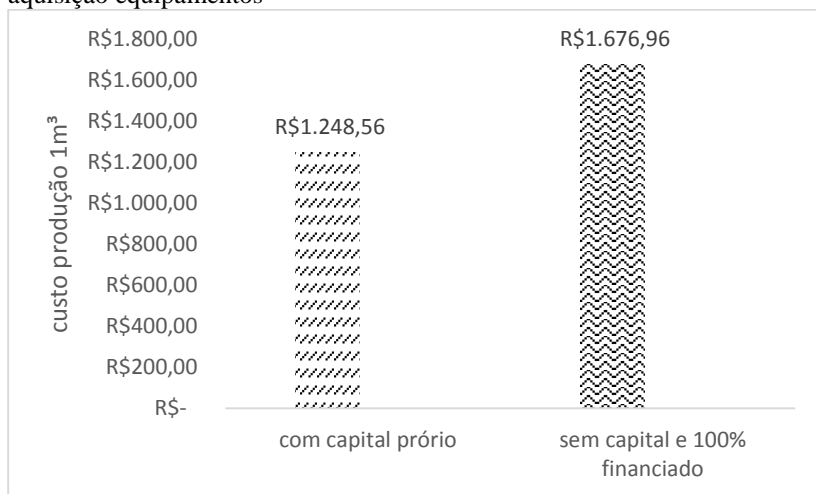 aquisição equipamentos
R$1.800,00
R$1.600,00
R$1.400,00
R$1.200,00
R$1.000,00
R$800,00
R$600,00
R$400,00
R$200,00
R$-
custo produção 1m³
R$1.248,56
R$1.676,96
com capital prório
sem capital e 100%
financiado